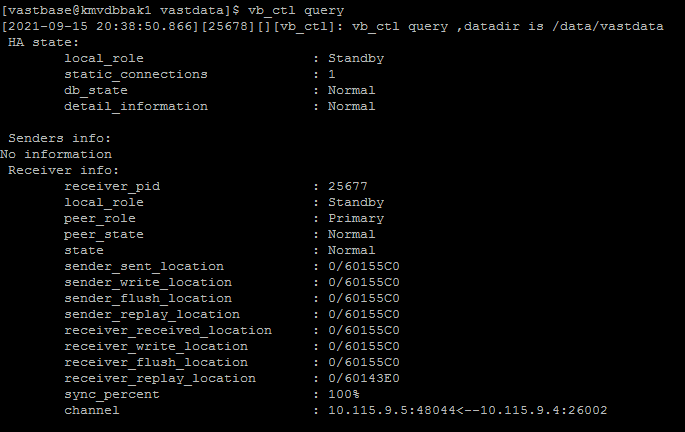 [vastbase@kmvdbbak1 vastdata]$ vb_ctl query
[2021-09-15 20:38:50.866][25678][][vb_ctl]: vb_ctl query ,datadir is /data/vastdata
 HA state:
        local_role                     : Standby
        static_connections             : 1
        db_state                       : Normal
        detail_information             : Normal

 Senders info:
No information
 Receiver info:
        receiver_pid                   : 25677
        local_role                     : Standby
        peer_role                      : Primary
        peer_state                     : Normal
        state                          : Normal
        sender_sent_location           : 0/60155C0
        sender_write_location          : 0/60155C0
        sender_flush_location          : 0/60155C0
        sender_replay_location         : 0/60155C0
        receiver_received_location     : 0/60155C0
        receiver_write_location        : 0/60155C0
        receiver_flush_location        : 0/60155C0
        receiver_replay_location       : 0/60143E0
        sync_percent                   : 100%
        channel                        : 10.115.9.5:48044<--10.115.9.4:26002